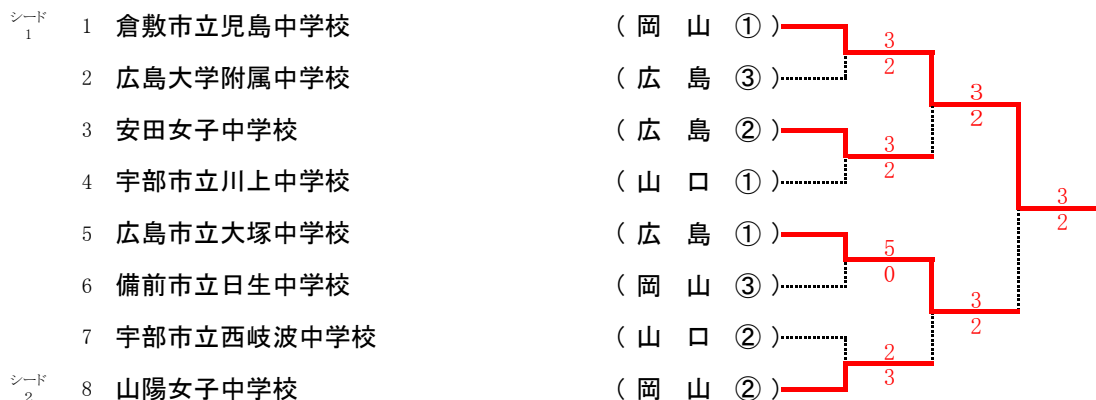 シード
1
1 倉敷市立児島中学校 ( 岡 山 ① )
3
2
2 広島大学附属中学校 ( 広 島 ③ )
3
2
3 安田女子中学校 ( 広 島 ② )
3
2
4 宇部市立川上中学校 ( 山 口 ① )
3
2
5 広島市立大塚中学校 ( 広 島 ① )
5
0
6 備前市立日生中学校 ( 岡 山 ③ )
3
2
7 宇部市立西岐波中学校 ( 山 口 ② )
2
3
シード
2
8 山陽女子中学校 ( 岡 山 ② )